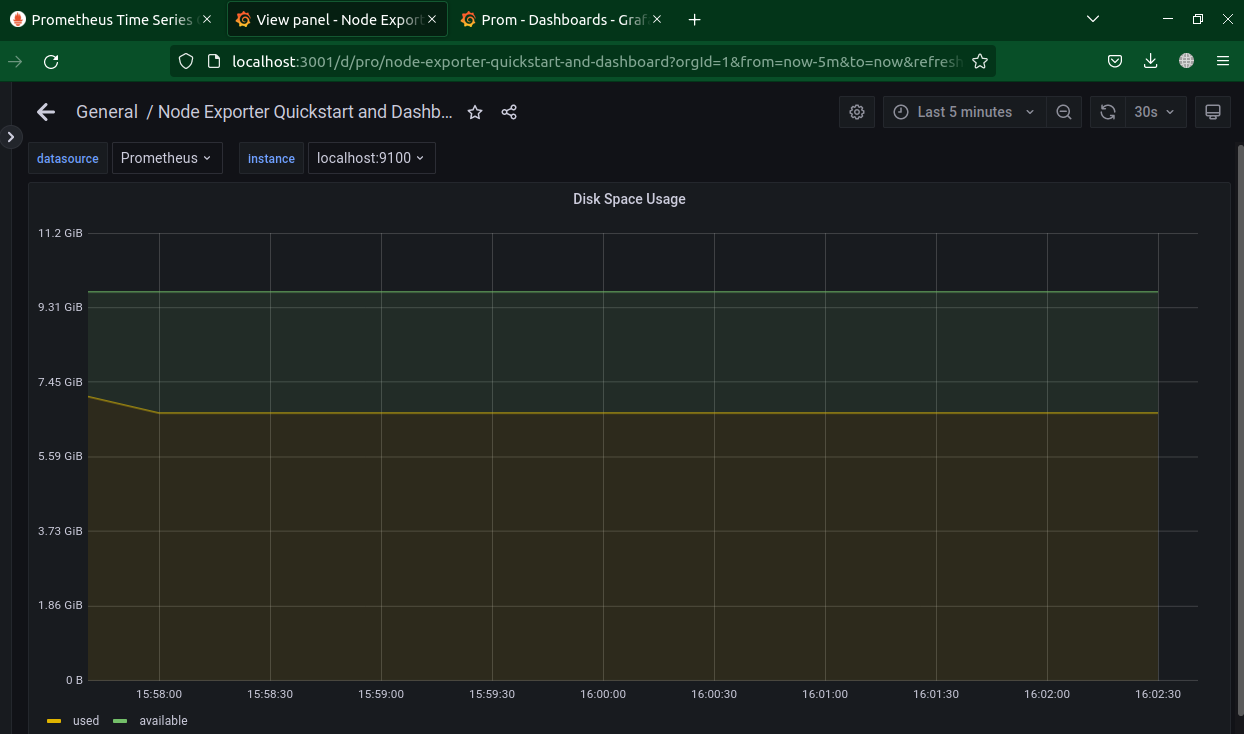 Prometheus Time Series
View panel - Node Export
Prom - Dashboards - Graf
localhost:3001/d/pro/node-exporter-quickstart-and-dashboard?orgId=1&from=now-5m&to=now&refresh
General / Node Exporter Quickstart and Dashb...
Last 5 minutes
30s
datasource
Prometheus
instance
localhost:9100
Disk Space Usage
11.2 GiB
9.31 GiB
7.45 GiB
5.59 GiB
3.73 GiB
1.86 GiB
0 B
15:58:00 15:58:30 15:59:00 15:59:30 16:00:00 16:00:30 16:01:00 16:01:30 16:02:00 16:02:30
used available